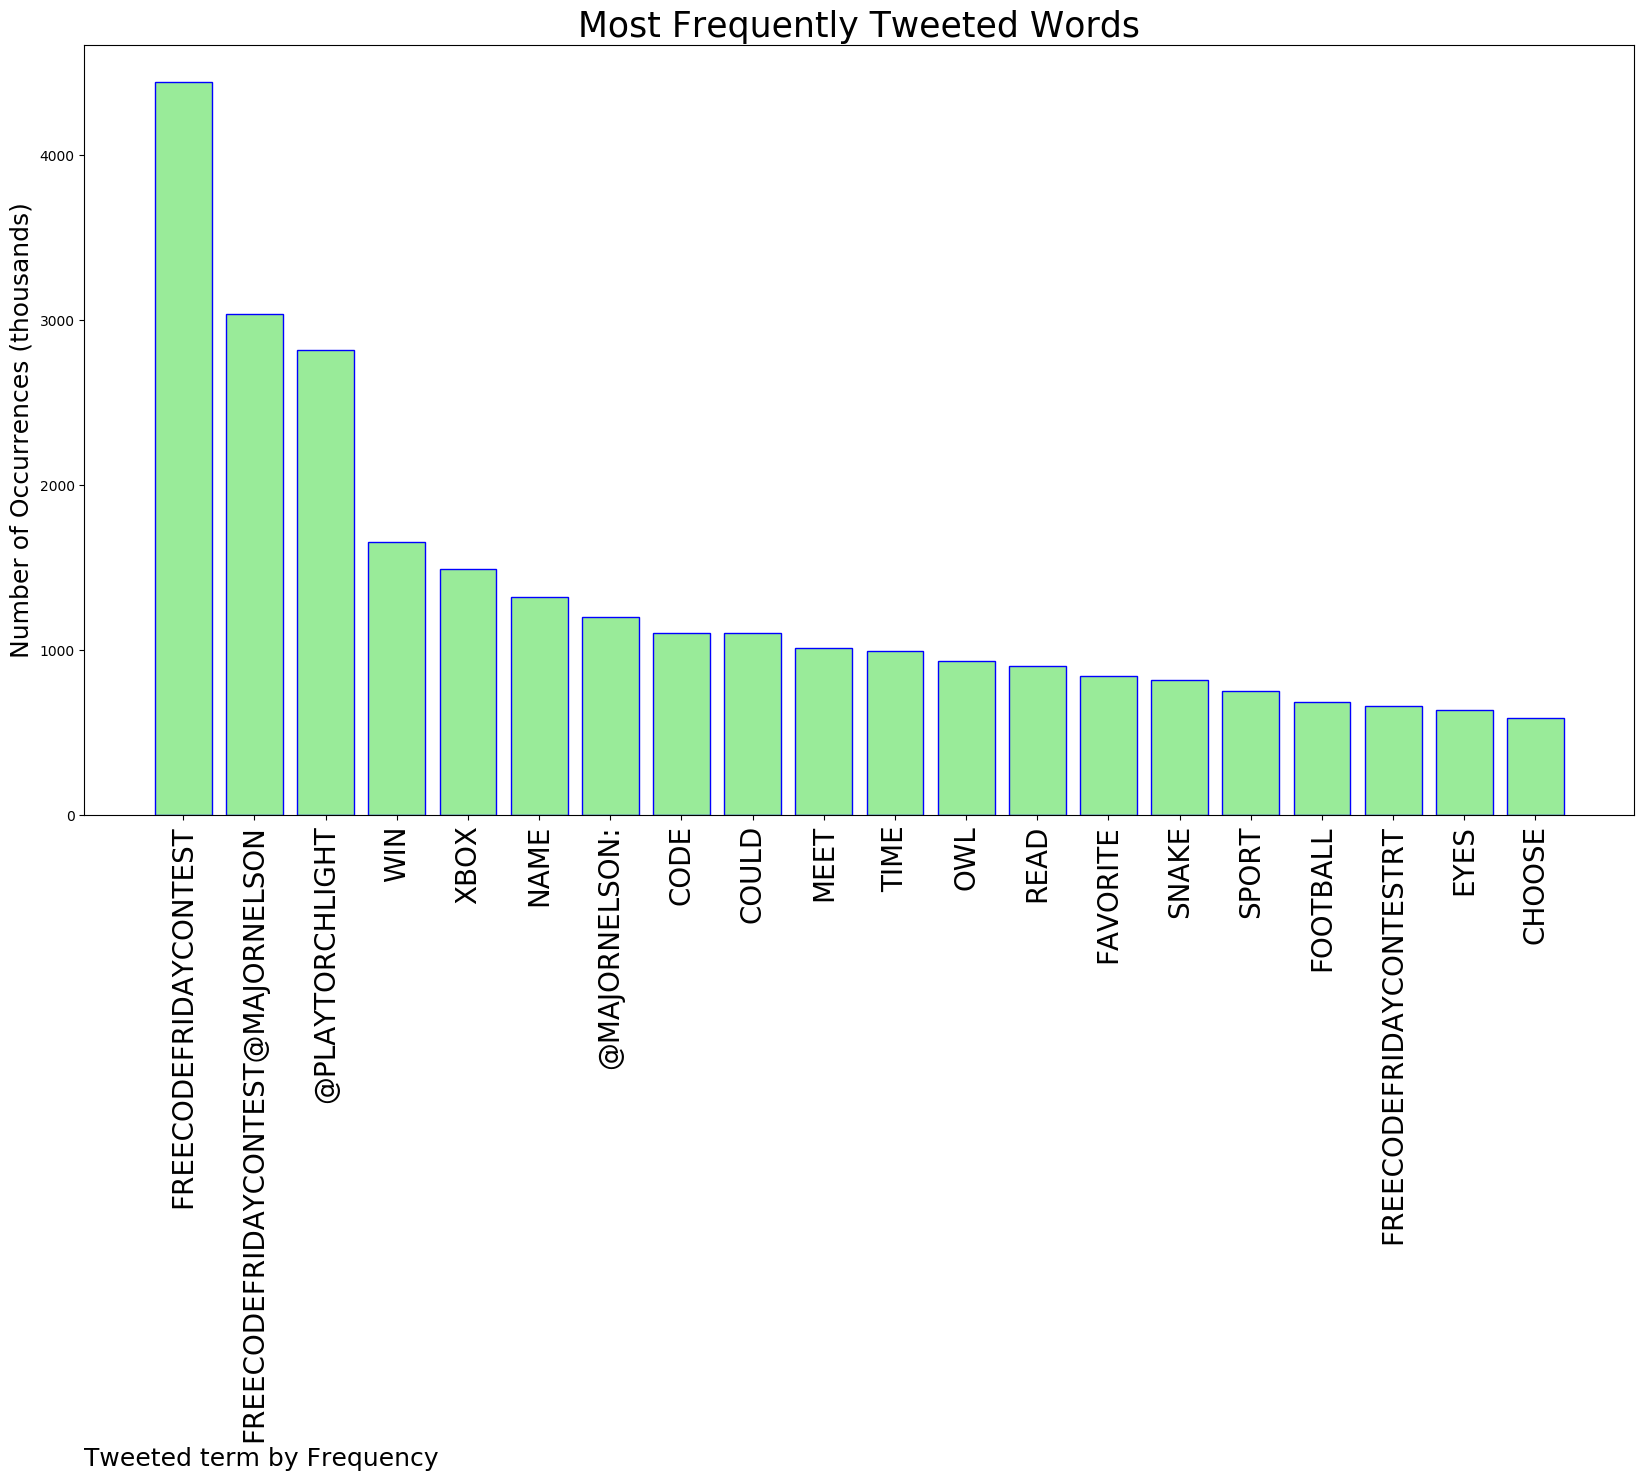 Most Frequently Tweeted Words
Number of Occurrences (thousands)
4000
3000
2000
1000
0
FREECODEFRIDAYCONTEST
FREECODEFRIDAYCONTEST@MAJORNELSON
@PLAYTORCHLIGHT
WIN
XBOX
NAME
@MAJORNELSON:
CODE
COULD
MEET
TIME
OWL
READ
FAVORITE
SNAKE
SPORT
FOOTBALL
FREECODEFRIDAYCONTESTRT
EYES
CHOOSE
Tweeted term by Frequency